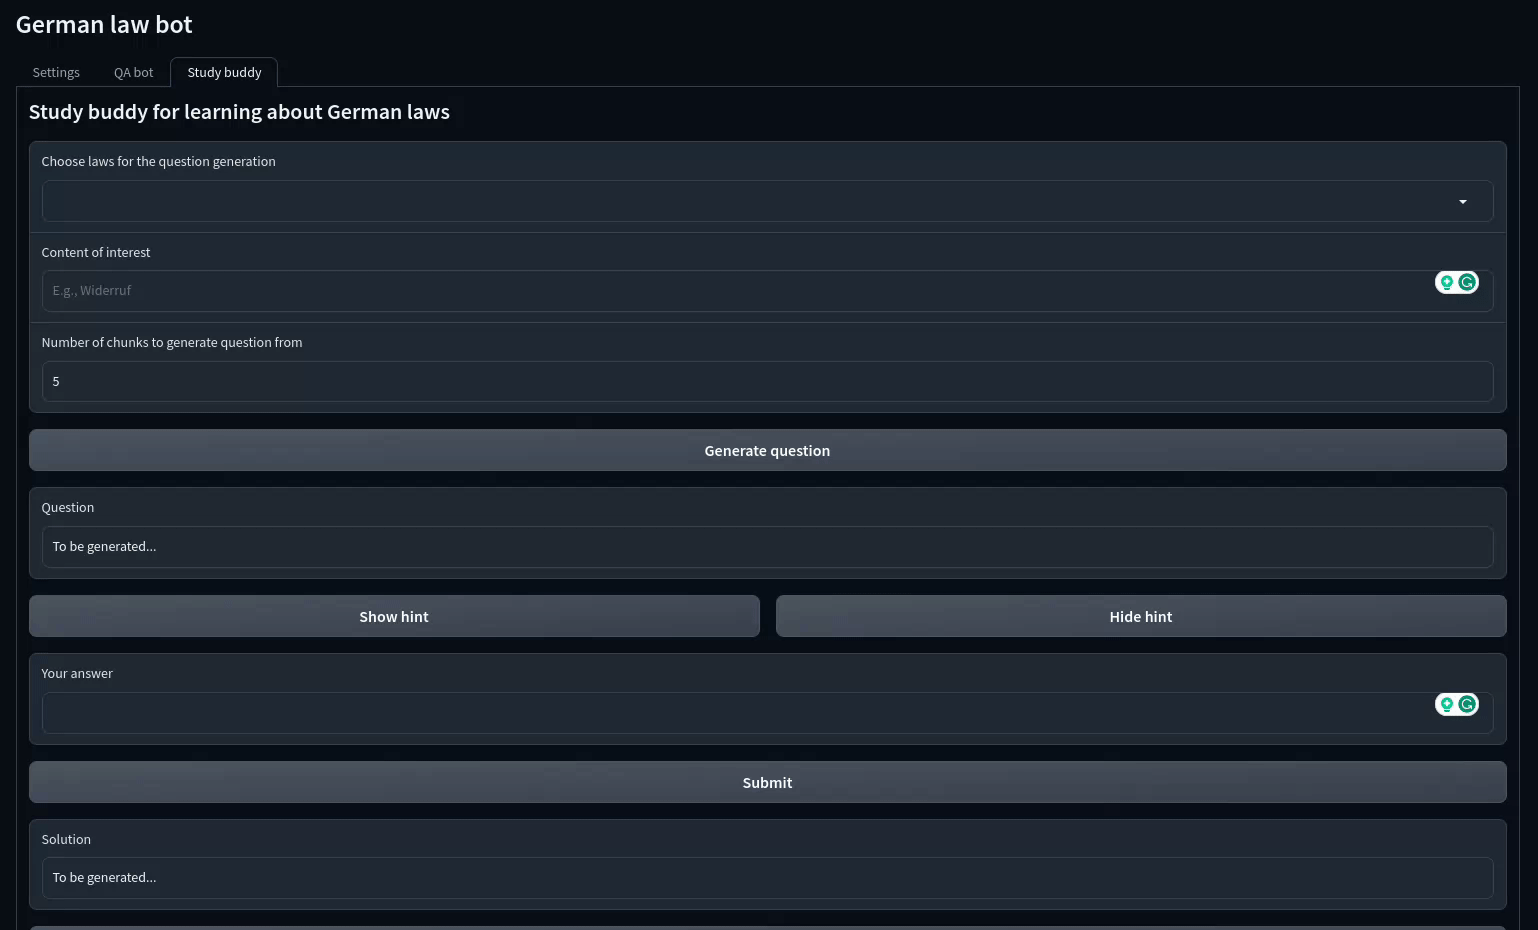 German law bot
Settings QA bot Study buddy
Study buddy for learning about German laws
Choose laws for the question generation
Content of interest
E.g., Widerruf
Number of chunks to generate question from
5
Generate question
Question
To be generated...
Show hint Hide hint
Your answer
Submit
Solution
To be generated...